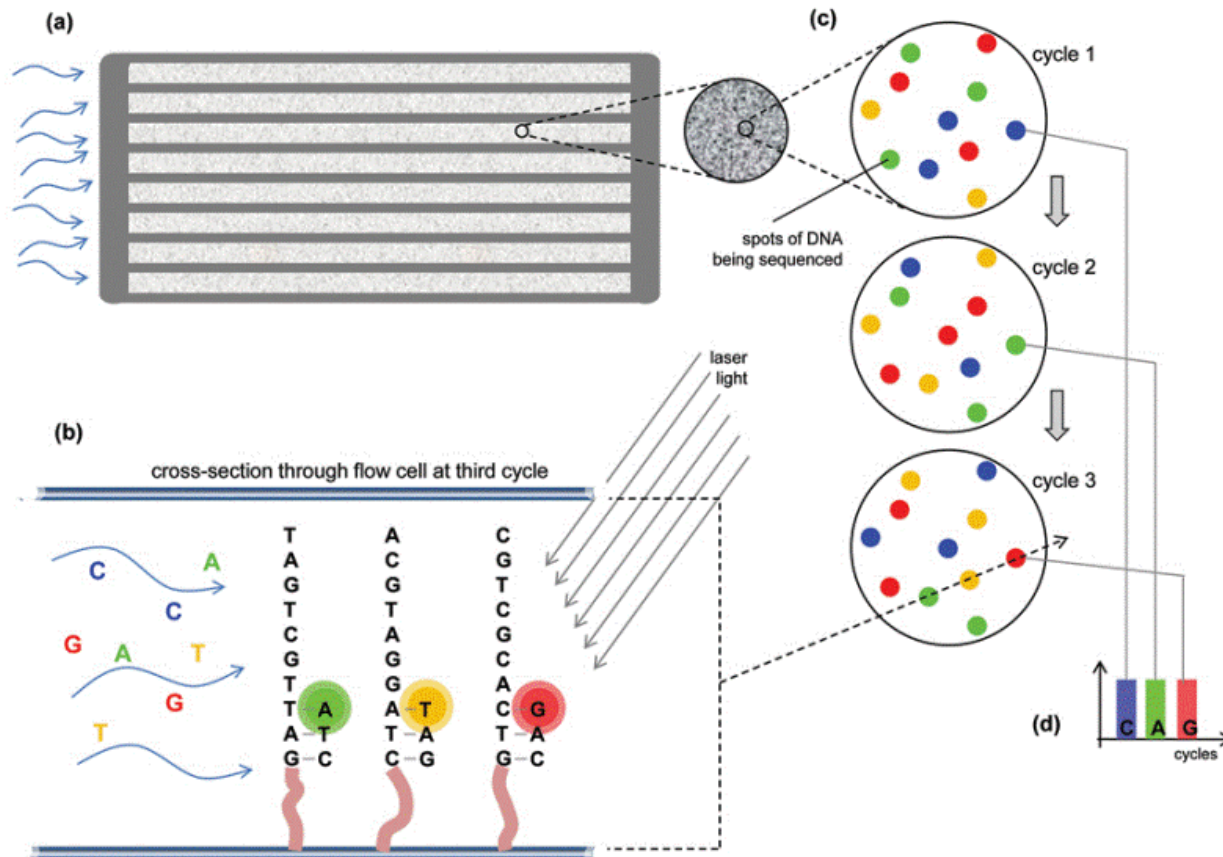 (a)
(c)
cycle 1
spots of DNA
being sequenced
cycle 2
laser
light
(b)
cross-section through flow cell at third cycle
cycle 3
C
A
C
G
A
T
G
T
T
A
G
T
C
G
T
T
A
G
A
T
C
A
C
G
T
A
G
G
A
T
C
T
A
G
C
G
T
C
G
C
A
C
T
G
G
A
C
(d)
C A G
cycles